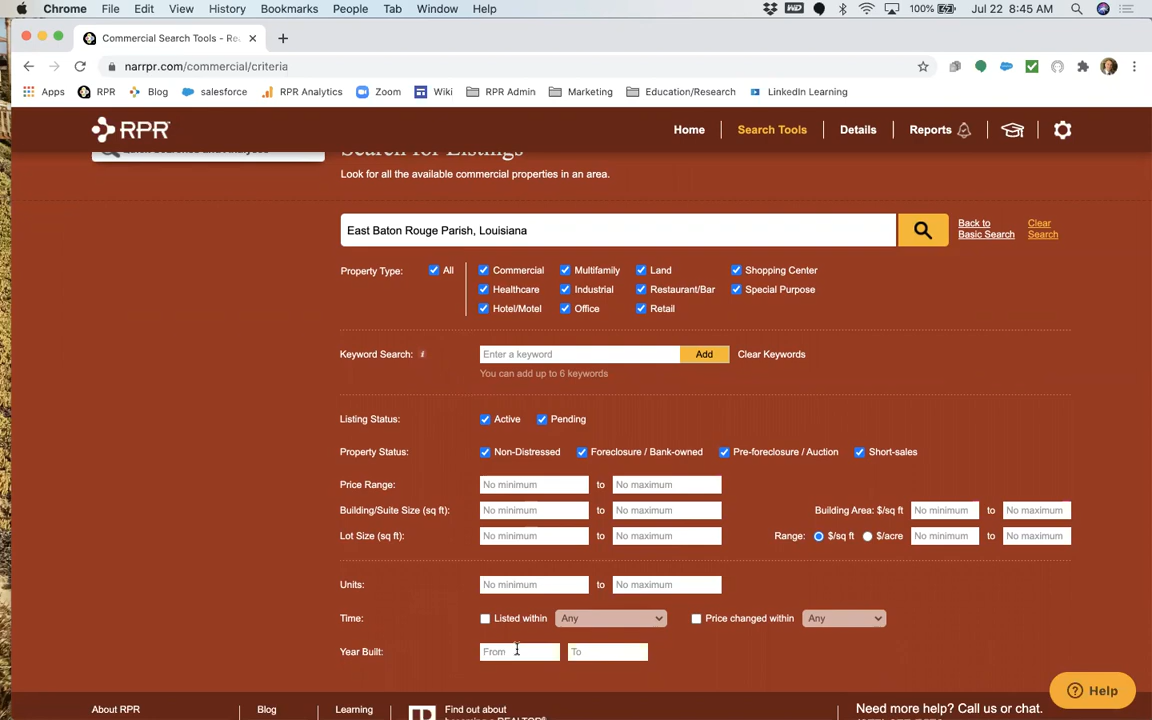 Chrome File Edit View History Bookmarks People Tab Window Help 100% Jul 22 8:45 AM
Commercial Search Tools - Re
narrpr.com/commercial/criteria
Apps RPR Blog salesforce RPR Analytics Zoom Wiki RPR Admin Marketing Education/Research LinkedIn Learning
RPR Home Search Tools Details Reports
Search for Listings
Look for all the available commercial properties in an area.
East Baton Rouge Parish, Louisiana
Back to
Basic Search
Clear
Search
Property Type: All Commercial Multifamily Land Shopping Center
Healthcare Industrial Restaurant/Bar Special Purpose
Hotel/Motel Office Retail
Keyword Search: i Enter a keyword Add Clear Keywords
You can add up to 6 keywords
Listing Status: Active Pending
Property Status: Non-Distressed Foreclosure / Bank-owned Pre-foreclosure / Auction Short-sales
Price Range: No minimum to No maximum
Building/Suite Size (sq ft): No minimum to No maximum Building Area: $/sq ft No minimum to No maximum
Lot Size (sq ft): No minimum to No maximum Range: $/sq ft $/acre No minimum to No maximum
Units: No minimum to No maximum
Time: Listed within Any Price changed within Any
Year Built: From To
Help
About RPR Blog Learning Find out about Need more help? Call us or chat.